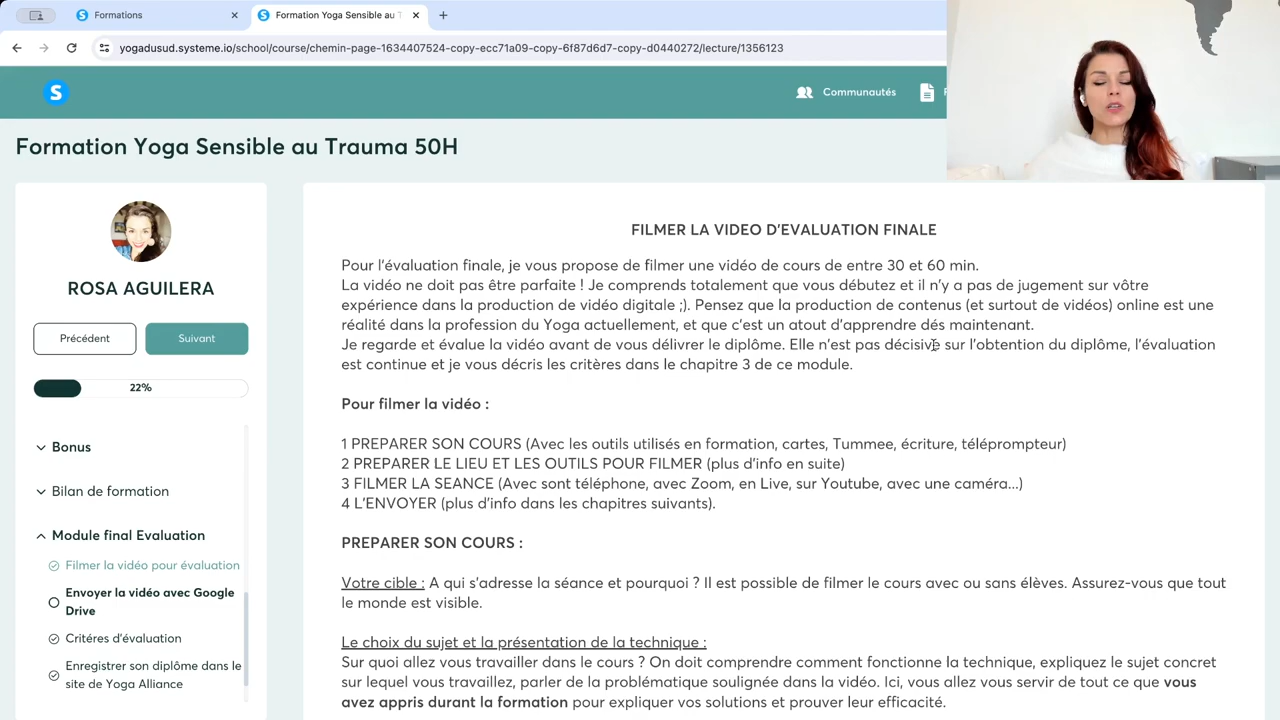 Formations
Formation Yoga Sensible au T
yogadusud.systeme.io/school/course/chemin-page-1634407524-copy-ecc71a09-copy-6f87d6d7-copy-d0440272/lecture/1356123
S
Communautés
Formation Yoga Sensible au Trauma 50H
ROSA AGUILERA
Précédent
Suivant
22%
Bonus
Bilan de formation
Module final Evaluation
Filmer la vidéo pour évaluation
Envoyer la vidéo avec Google
Drive
Critéres d'évaluation
Enregistrer son diplôme dans le
site de Yoga Alliance
FILMER LA VIDEO D'EVALUATION FINALE
Pour l'évaluation finale, je vous propose de filmer une vidéo de cours de entre 30 et 60 min.
La vidéo ne doit pas être parfaite ! Je comprends totalement que vous débutez et il n'y a pas de jugement sur vôtre
expérience dans la production de vidéo digitale ;). Pensez que la production de contenus (et surtout de vidéos) online est une
réalité dans la profession du Yoga actuellement, et que c'est un atout d'apprendre dés maintenant.
Je regarde et évalue la vidéo avant de vous délivrer le diplôme. Elle n'est pas décisive sur l'obtention du diplôme, l'évaluation
est continue et je vous décris les critères dans le chapitre 3 de ce module.
Pour filmer la vidéo :
1 PREPARER SON COURS (Avec les outils utilisés en formation, cartes, Tummee, écriture, téléprompteur)
2 PREPARER LE LIEU ET LES OUTILS POUR FILMER (plus d'info en suite)
3 FILMER LA SEANCE (Avec sont téléphone, avec Zoom, en Live, sur Youtube, avec une caméra...)
4 L'ENVOYER (plus d'info dans les chapitres suivants).
PREPARER SON COURS :
Votre cible : A qui s'adresse la séance et pourquoi ? Il est possible de filmer le cours avec ou sans élèves. Assurez-vous que tout
le monde est visible.
Le choix du sujet et la présentation de la technique :
Sur quoi allez vous travailler dans le cours ? On doit comprendre comment fonctionne la technique, expliquez le sujet concret
sur lequel vous travaillez, parler de la problématique soulignée dans la vidéo. Ici, vous allez vous servir de tout ce que vous
avez appris durant la formation pour expliquer vos solutions et prouver leur efficacité.